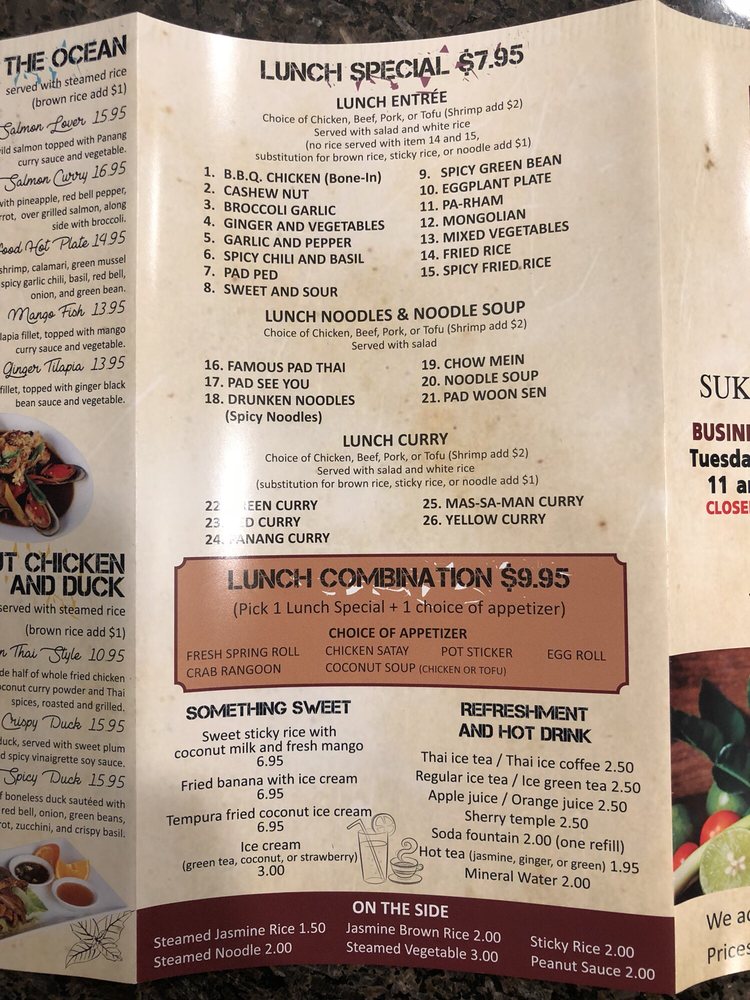 THE OCEAN
served with steamed rice
(brown rice add $1)
Salmon Lover 15.95
salmon topped with Panang
curry sauce and vegetable.
Salmon Curry 16.95
with pineapple, red bell pepper,
over grilled salmon, along
side with broccoli.
Hot Plate 14.95
shrimp, calamari, green mussel
spicy garlic chili, basil, red bell,
onion, and green bean.
Mango Fish 13.95
fillet, topped with mango
curry sauce and vegetable.
Ginger Tilapia 13.95
fillet, topped with ginger black
bean sauce and vegetable.
CHICKEN
AND DUCK
served with steamed rice
(brown rice add $1)
Thai Style 10.95
half of whole fried chicken
curry powder and Thai
spices, roasted and grilled.
Crispy Duck 15.95
duck, served with sweet plum
spicy vinaigrette soy sauce.
Spicy Duck 15.95
of boneless duck sautéed with
red bell, onion, green beans,
zucchini, and crispy basil.
LUNCH SPECIAL $7.95
LUNCH ENTRÉE
Choice of Chicken, Beef, Pork, or Tofu (Shrimp add $2)
Served with salad and white rice
(no rice served with item 14 and 15,
substitution for brown rice, sticky rice, or noodle add $1)
1. B.B.Q. CHICKEN (Bone-In)
2. CASHEW NUT
3. BROCCOLI GARLIC
4. GINGER AND VEGETABLES
5. GARLIC AND PEPPER
6. SPICY CHILI AND BASIL
7. PAD PED
8. SWEET AND SOUR
9. SPICY GREEN BEAN
10. EGGPLANT PLATE
11. PA-RHAM
12. MONGOLIAN
13. MIXED VEGETABLES
14. FRIED RICE
15. SPICY FRIED RICE
LUNCH NOODLES & NOODLE SOUP
Choice of Chicken, Beef, Pork, or Tofu (Shrimp add $2)
Served with salad
16. FAMOUS PAD THAI
17. PAD SEE YOU
18. DRUNKEN NOODLES
(Spicy Noodles)
19. CHOW MEIN
20. NOODLE SOUP
21. PAD WOON SEN
LUNCH CURRY
Choice of Chicken, Beef, Pork, or Tofu (Shrimp add $2)
Served with salad and white rice
(substitution for brown rice, sticky rice, or noodle add $1)
22. GREEN CURRY
23. RED CURRY
24. PANANG CURRY
25. MAS-SA-MAN CURRY
26. YELLOW CURRY
LUNCH COMBINATION $9.95
(Pick 1 Lunch Special + 1 choice of appetizer)
CHOICE OF APPETIZER
FRESH SPRING ROLL CHICKEN SATAY POT STICKER EGG ROLL
CRAB RANGOON COCONUT SOUP (CHICKEN OR TOFU)
SOMETHING SWEET
Sweet sticky rice with
coconut milk and fresh mango
6.95
Fried banana with ice cream
6.95
Tempura fried coconut ice cream
6.95
Ice cream
(green tea, coconut, or strawberry)
3.00
REFRESHMENT
AND HOT DRINK
Thai ice tea / Thai ice coffee 2.50
Regular ice tea / Ice green tea 2.50
Apple juice / Orange juice 2.50
Sherry temple 2.50
Soda fountain 2.00 (one refill)
Hot tea (jasmine, ginger, or green) 1.95
Mineral Water 2.00
ON THE SIDE
Steamed Jasmine Rice 1.50 Jasmine Brown Rice 2.00 Sticky Rice 2.00
Steamed Noodle 2.00 Steamed Vegetable 3.00 Peanut Sauce 2.00
SUK
BUSIN
Tuesda
11 a
CLOSE
We a
Prices